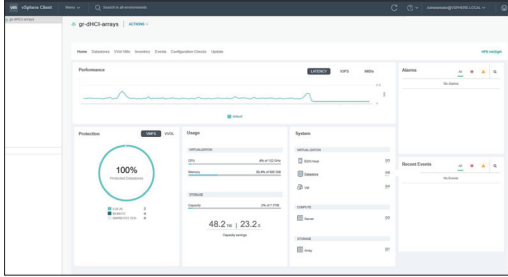 vm vSphere Client
Menu
Search in all environments
Administrator@VSPHERE.LOCAL
gr-dHCI-arrays
gr-dHCI-arrays
ACTIONS
Home Datastores VVol VMs Inventory Events Configuration Checks Update
Performance
LATENCY IOPS
Protection
VMFS VVOL
100%
Protected Datastores
Usage
VIRTUALIZATION
CPU
Memory
STORAGE
Capacity
48.2 | 23.2
Capacity savings
System
VIRTUALIZATION
ESXi Host
Datastore
VM
COMPUTE
Server
STORAGE
Array
Alarms
No Alarms
Recent Events
No Events